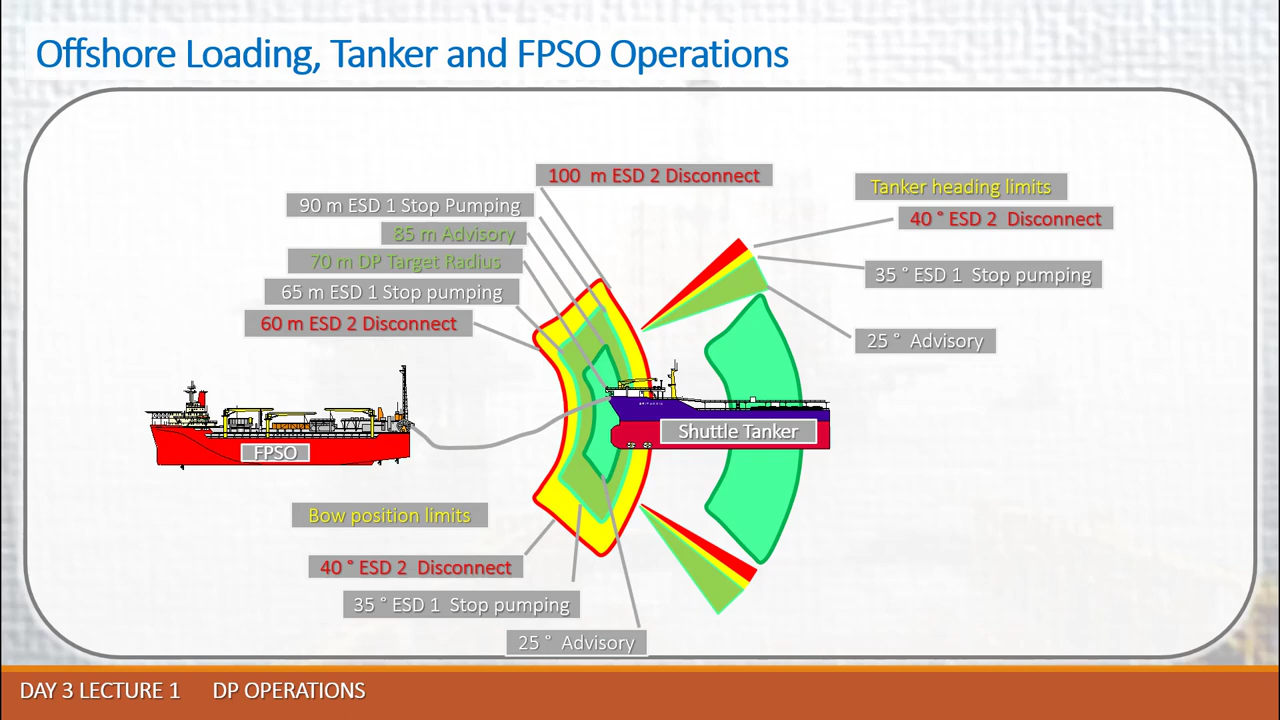 Offshore Loading, Tanker and FPSO Operations
100 m ESD 2 Disconnect
90 m ESD 1 Stop Pumping
85 m Advisory
70 m DP Target Radius
65 m ESD 1 Stop pumping
60 m ESD 2 Disconnect
Tanker heading limits
40 ° ESD 2 Disconnect
35 ° ESD 1 Stop pumping
25 ° Advisory
FPSO
Shuttle Tanker
Bow position limits
40 ° ESD 2 Disconnect
35 ° ESD 1 Stop pumping
25 ° Advisory
DAY 3 LECTURE 1 DP OPERATIONS